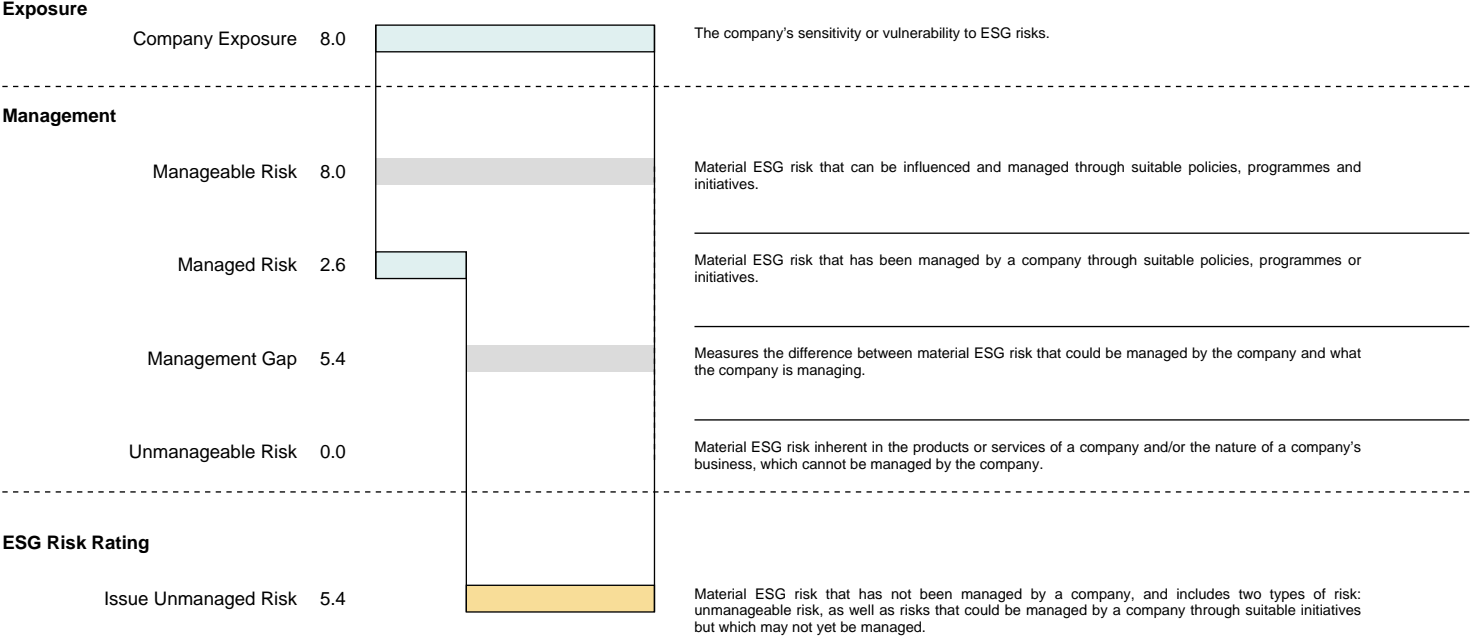 Exposure
Company Exposure 8.0
The company’s sensitivity or vulnerability to ESG risks.
Management
Manageable Risk 8.0
Material ESG risk that can be influenced and managed through suitable policies, programmes and
initiatives.
Managed Risk 2.6
Material ESG risk that has been managed by a company through suitable policies, programmes or
initiatives.
Management Gap 5.4
Measures the difference between material ESG risk that could be managed by the company and what
the company is managing.
Unmanageable Risk 0.0
Material ESG risk inherent in the products or services of a company and/or the nature of a company’s
business, which cannot be managed by the company.
ESG Risk Rating
Issue Unmanaged Risk 5.4
Material ESG risk that has not been managed by a company, and includes two types of risk:
unmanageable risk, as well as risks that could be managed by a company through suitable initiatives
but which may not yet be managed.